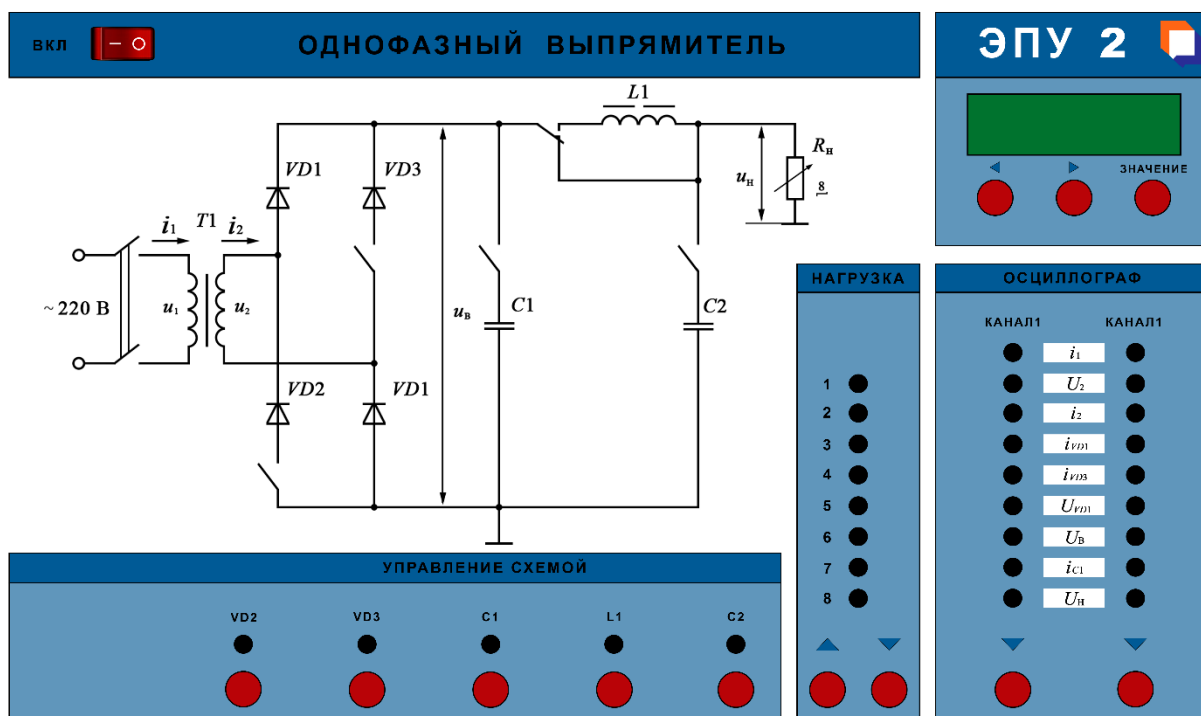 ВКЛ
ОДНОФАЗНЫЙ ВЫПРЯМИТЕЛЬ
ЭПУ 2
ЗНАЧЕНИЕ
L1
VD1
VD3
uн
Rн
1
8
i1
T1
i2
~ 220 В
u1
u2
uв
C1
C2
VD2
VD1
НАГРУЗКА
1
2
3
4
5
6
7
8
ОСЦИЛЛОГРАФ
КАНАЛ1 КАНАЛ1
i1
U2
i2
iVD1
iVD3
UVD1
UВ
iC1
UН
УПРАВЛЕНИЕ СХЕМОЙ
VD2 VD3 C1 L1 C2